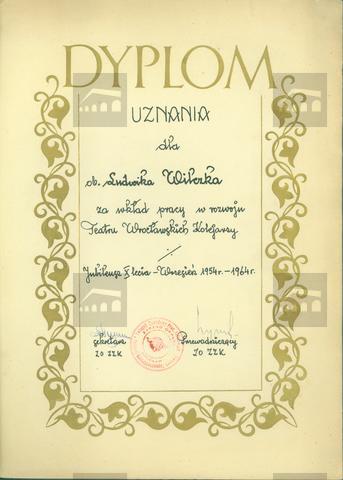 DYPLOM
UZNANIA
dla
ob. Ludwika Wilczka
za wkład pracy w rozwoju
Teatru Wrocławskich Kolejarzy
Jubileusz X lecia - Wrzesień 1954r. - 1964r.
Sekretarz Przewodniczący
ZO ZZK ZO ZZK